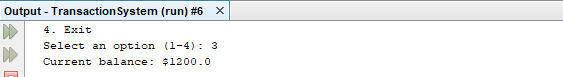 Output - TransactionSystem (run) #6
4. Exit
Select an option (1-4): 3
Current balance: $1200.0